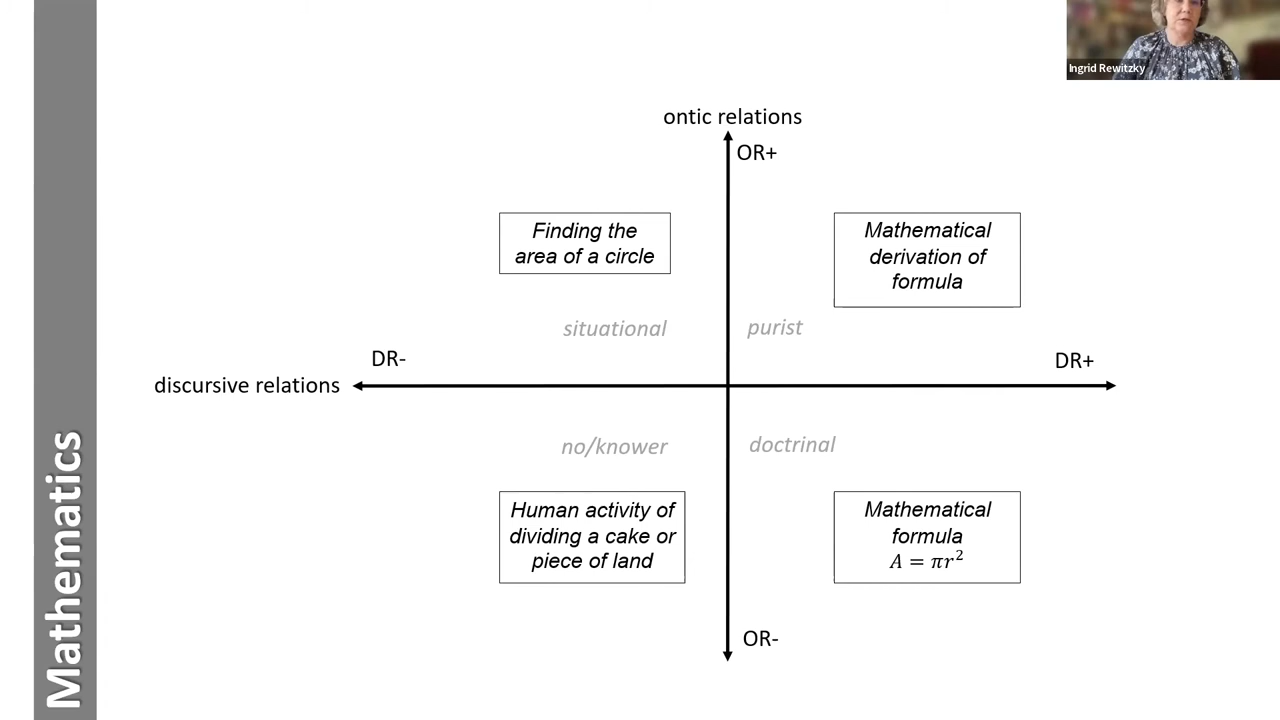 Ingrid Rewitzky
ontic relations
OR+
Finding the
area of a circle
Mathematical
derivation of
formula
situational
purist
DR-
DR+
discursive relations
no/knower
doctrinal
Human activity of
dividing a cake or
piece of land
Mathematical
formula
A = πr²
OR-
Mathematics